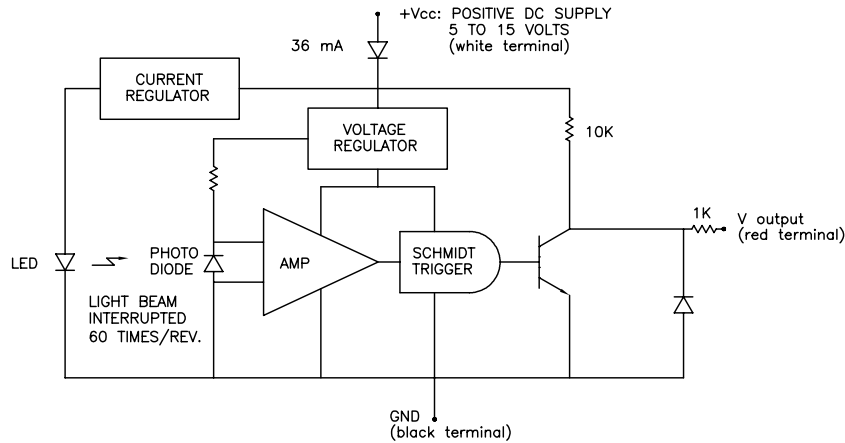 +Vcc: POSITIVE DC SUPPLY
5 TO 15 VOLTS
(white terminal)
36 mA
CURRENT
REGULATOR
VOLTAGE
REGULATOR
10K
1K
V output
(red terminal)
LED
PHOTO
DIODE
AMP
SCHMIDT
TRIGGER
LIGHT BEAM
INTERRUPTED
60 TIMES/REV.
GND
(black terminal)